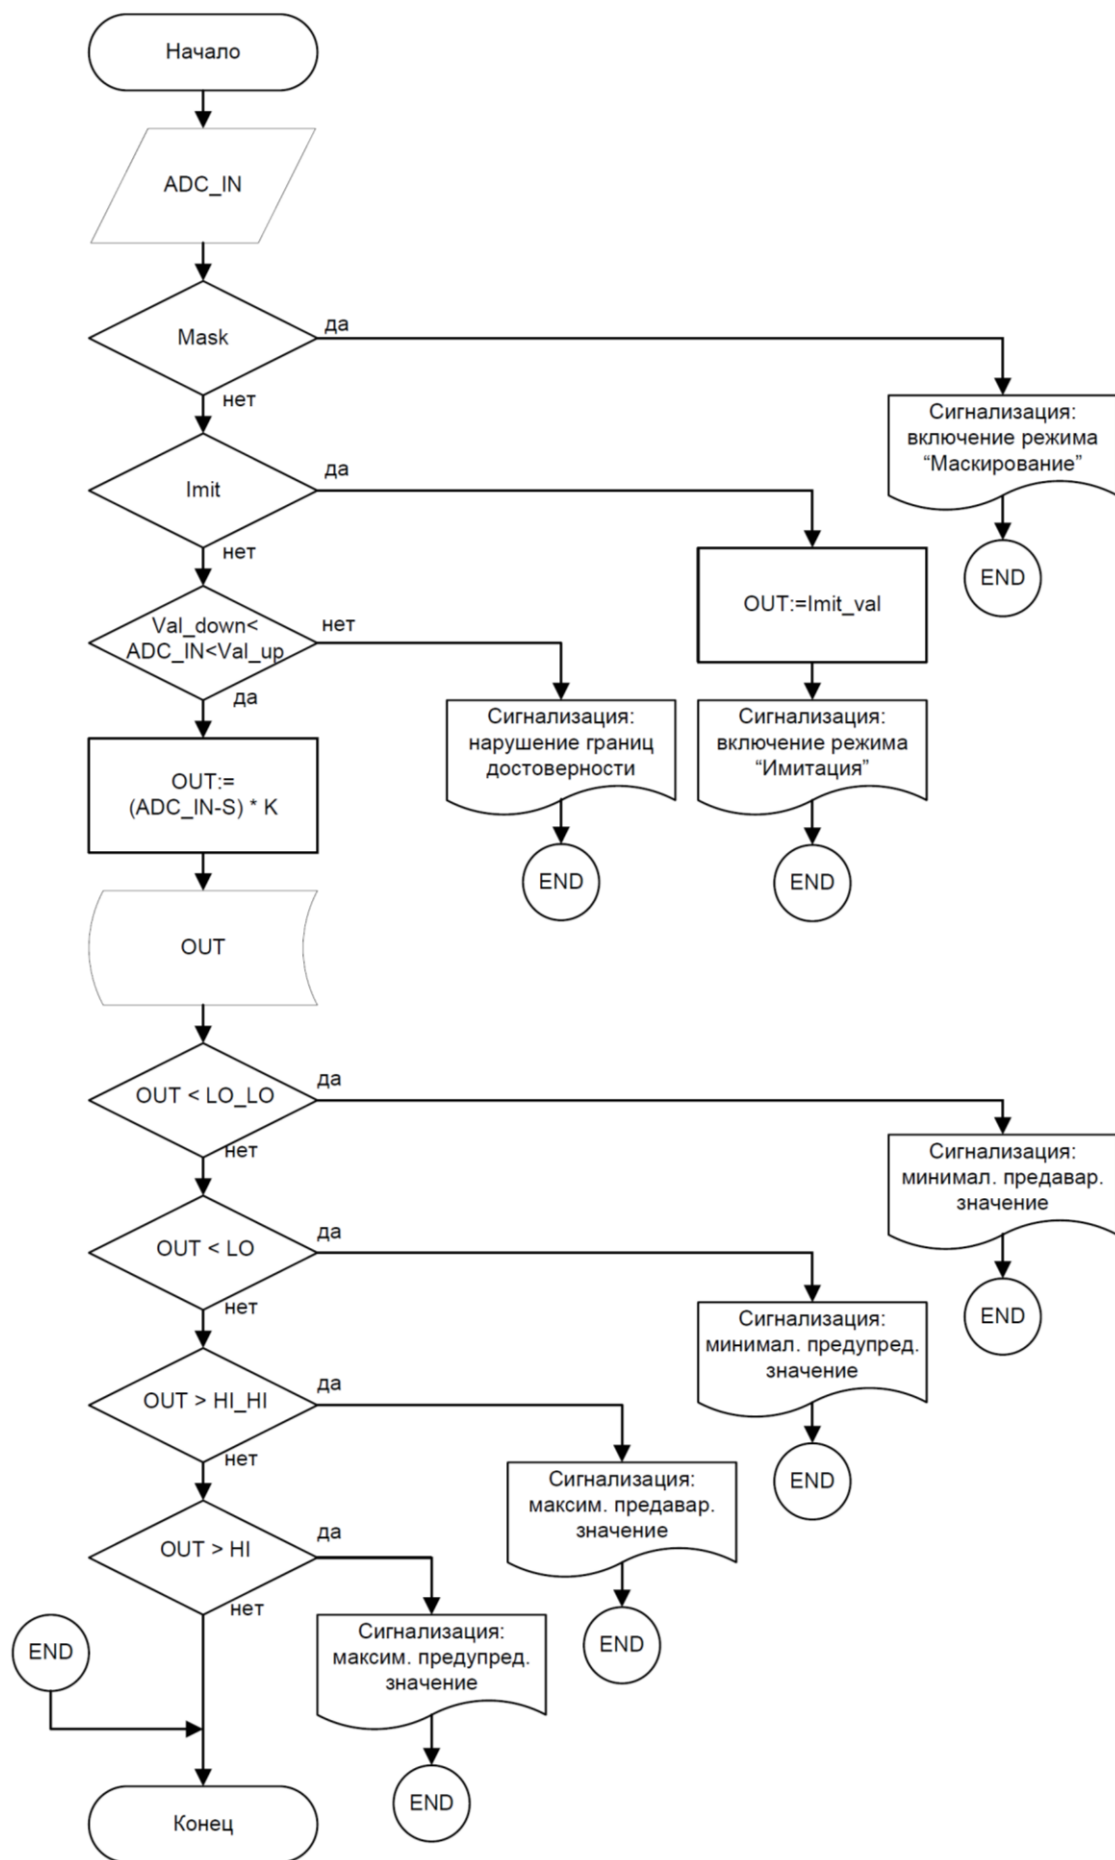 Начало
ADC_IN
Mask
да
нет
Сигнализация:
включение режима
“Маскирование”
END
Imit
да
нет
OUT:=Imit_val
Сигнализация:
включение режима
“Имитация”
END
Val_down<
ADC_IN<Val_up
нет
да
Сигнализация:
нарушение границ
достоверности
END
OUT:=
(ADC_IN-S) * K
OUT
OUT < LO_LO
да
нет
Сигнализация:
минимал. предавар.
значение
END
OUT < LO
да
нет
Сигнализация:
минимал. предупред.
значение
END
OUT > HI_HI
да
нет
Сигнализация:
максим. предавар.
значение
END
OUT > HI
да
нет
Сигнализация:
максим. предупред.
значение
END
END
Конец